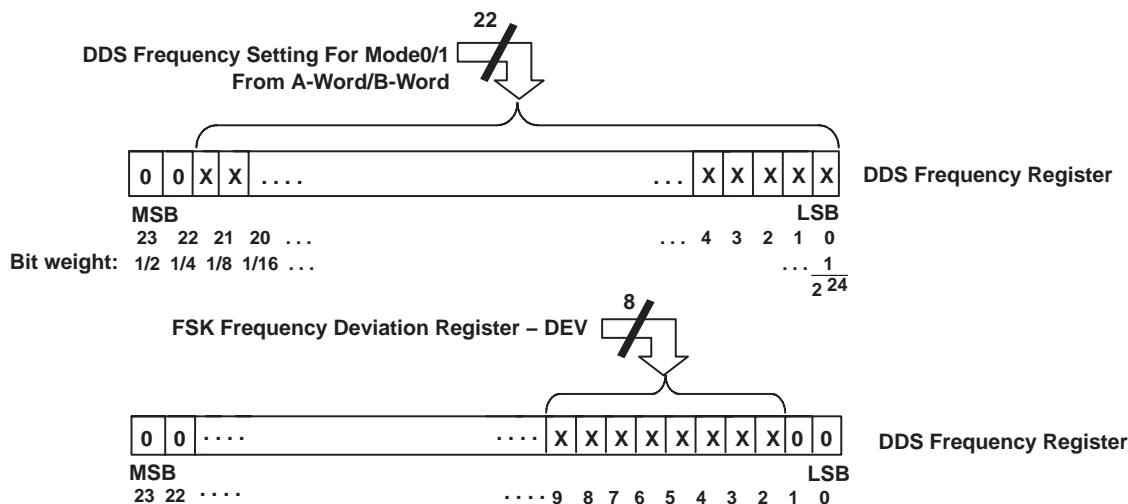 22
DDS Frequency Setting For Mode0/1
From A-Word/B-Word
0 0 X X .... ... X X X X X DDS Frequency Register
MSB LSB
23 22 21 20 ... ... 4 3 2 1 0
Bit weight: 1/2 1/4 1/8 1/16 ... ... 1
2 24
8
FSK Frequency Deviation Register – DEV
0 0 .... .... X X X X X X X X 0 0 DDS Frequency Register
MSB LSB
23 22 .... .... 9 8 7 6 5 4 3 2 1 0